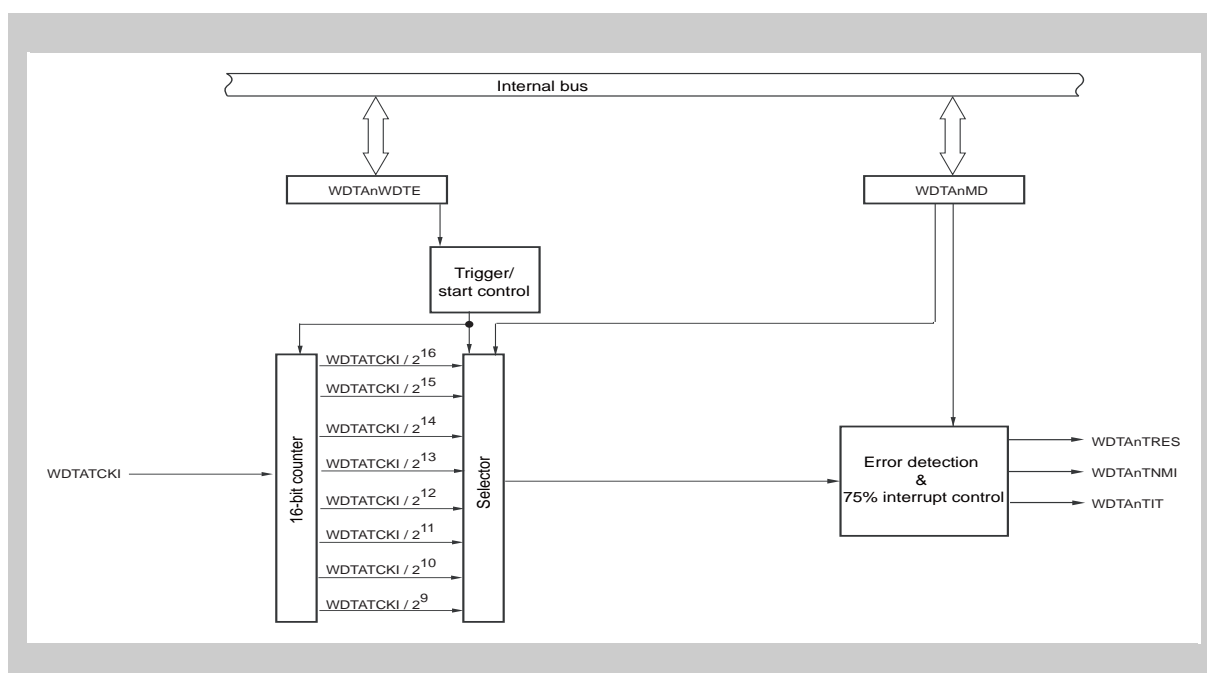 Internal bus
WDTAnWDTE
WDTAnMD
Trigger/
start control
WDTATCKI / 2^16
WDTATCKI / 2^15
WDTATCKI / 2^14
WDTATCKI / 2^13
WDTATCKI / 2^12
WDTATCKI / 2^11
WDTATCKI / 2^10
WDTATCKI / 2^9
WDTATCKI
16-bit counter
Selector
Error detection
&
75% interrupt control
WDTAnTRES
WDTAnTNMI
WDTAnTIT